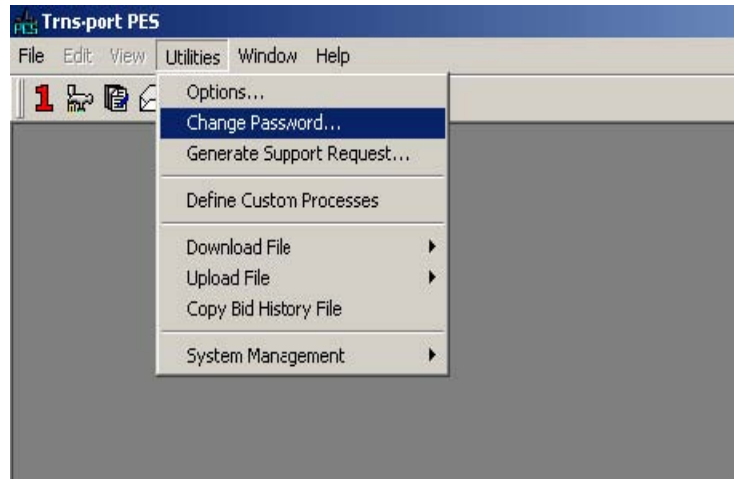 Trns·port PES
File Edit View Utilities Window Help
1
Options...
Change Password...
Generate Support Request...
Define Custom Processes
Download File
Upload File
Copy Bid History File
System Management